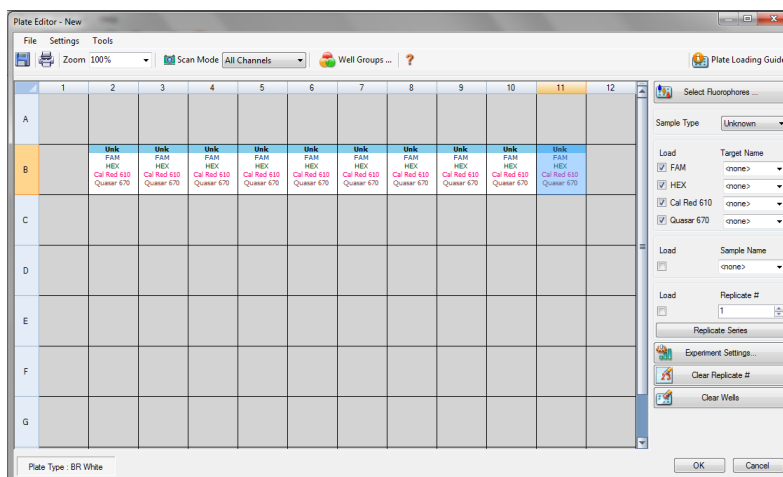 Plate Editor - New
File Settings Tools
Zoom 100% Scan Mode All Channels Well Groups ... ? Plate Loading Guide
1 2 3 4 5 6 7 8 9 10 11 12
Select Fluorophores ...
A
Sample Type Unknown
Load Target Name
Unk Unk Unk Unk Unk Unk Unk Unk Unk Unk
FAM FAM FAM FAM FAM FAM FAM FAM FAM FAM
HEX HEX HEX HEX HEX HEX HEX HEX HEX HEX
B
Cal Red 610 Cal Red 610 Cal Red 610 Cal Red 610 Cal Red 610 Cal Red 610 Cal Red 610 Cal Red 610 Cal Red 610 Cal Red 610
Quasar 670 Quasar 670 Quasar 670 Quasar 670 Quasar 670 Quasar 670 Quasar 670 Quasar 670 Quasar 670 Quasar 670
FAM <none>
HEX <none>
Cal Red 610 <none>
Quasar 670 <none>
C
Load Sample Name
<none>
D
Load Replicate #
1
E
Replicate Series
Experiment Settings...
F
Clear Replicate #
Clear Wells
G
Plate Type : BR White
OK Cancel